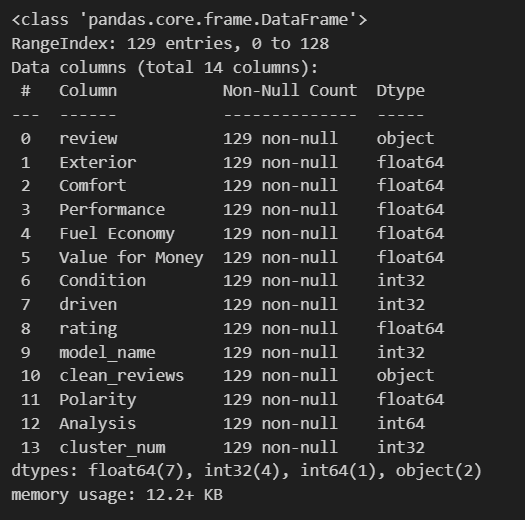 <class 'pandas.core.frame.DataFrame'>
RangeIndex: 129 entries, 0 to 128
Data columns (total 14 columns):
 #   Column           Non-Null Count  Dtype
---  ------           --------------  -----
 0   review           129 non-null    object
 1   Exterior         129 non-null    float64
 2   Comfort          129 non-null    float64
 3   Performance      129 non-null    float64
 4   Fuel Economy     129 non-null    float64
 5   Value for Money  129 non-null    float64
 6   Condition        129 non-null    int32
 7   driven           129 non-null    int32
 8   rating           129 non-null    float64
 9   model_name       129 non-null    int32
 10  clean_reviews    129 non-null    object
 11  Polarity         129 non-null    float64
 12  Analysis         129 non-null    int64
 13  cluster_num      129 non-null    int32
dtypes: float64(7), int32(4), int64(1), object(2)
memory usage: 12.2+ KB